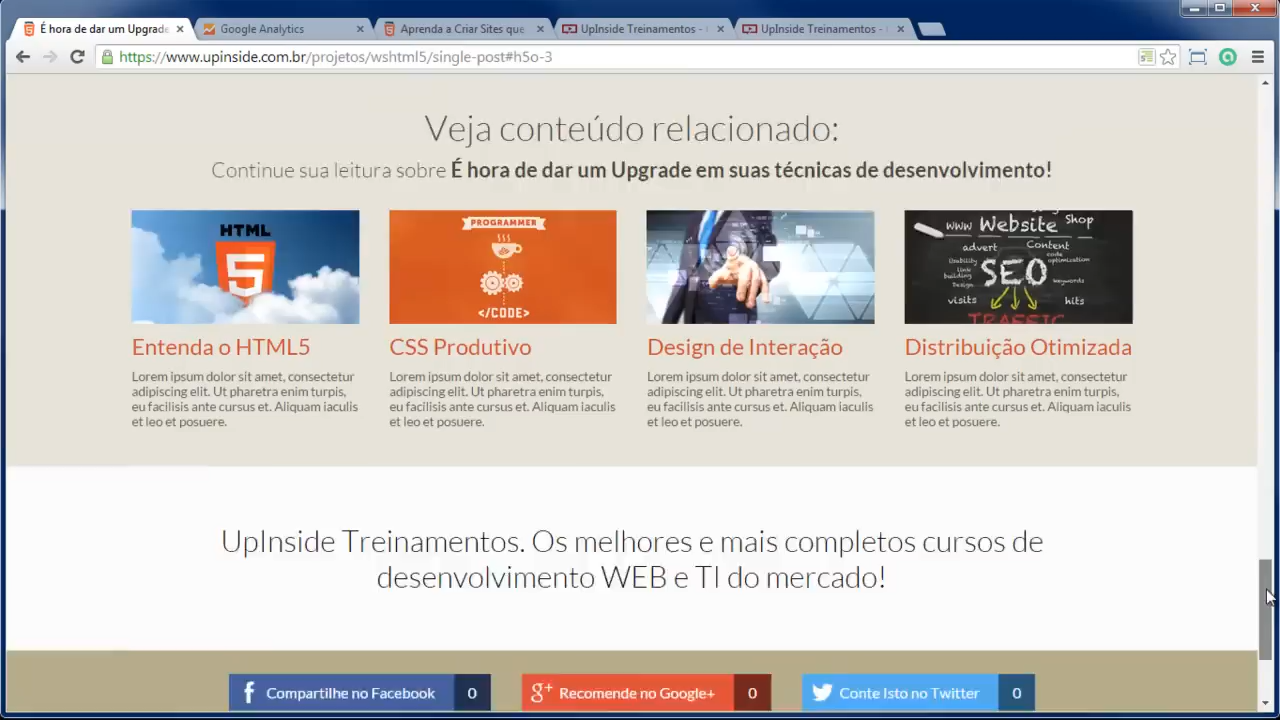 É hora de dar um Upgrade
Google Analytics
Aprenda a Criar Sites que
UpInside Treinamentos -
UpInside Treinamentos -
https://www.upinside.com.br/projetos/wshtml5/single-post#h5o-3
Veja conteúdo relacionado:
Continue sua leitura sobre É hora de dar um Upgrade em suas técnicas de desenvolvimento!
HTML
5
PROGRAMMER
</CODE>
WWW Website Shop
advert Content
Usability code optimization
link building SEO keywords
Design
visits hits
TRAFFIC
Entenda o HTML5
Lorem ipsum dolor sit amet, consectetur
adipiscing elit. Ut pharetra enim turpis,
eu facilisis ante cursus et. Aliquam iaculis
et leo et posuere.
CSS Produtivo
Lorem ipsum dolor sit amet, consectetur
adipiscing elit. Ut pharetra enim turpis,
eu facilisis ante cursus et. Aliquam iaculis
et leo et posuere.
Design de Interação
Lorem ipsum dolor sit amet, consectetur
adipiscing elit. Ut pharetra enim turpis,
eu facilisis ante cursus et. Aliquam iaculis
et leo et posuere.
Distribuição Otimizada
Lorem ipsum dolor sit amet, consectetur
adipiscing elit. Ut pharetra enim turpis,
eu facilisis ante cursus et. Aliquam iaculis
et leo et posuere.
UpInside Treinamentos. Os melhores e mais completos cursos de
desenvolvimento WEB e TI do mercado!
f Compartilhe no Facebook 0
g+ Recomende no Google+ 0
Conte Isto no Twitter 0